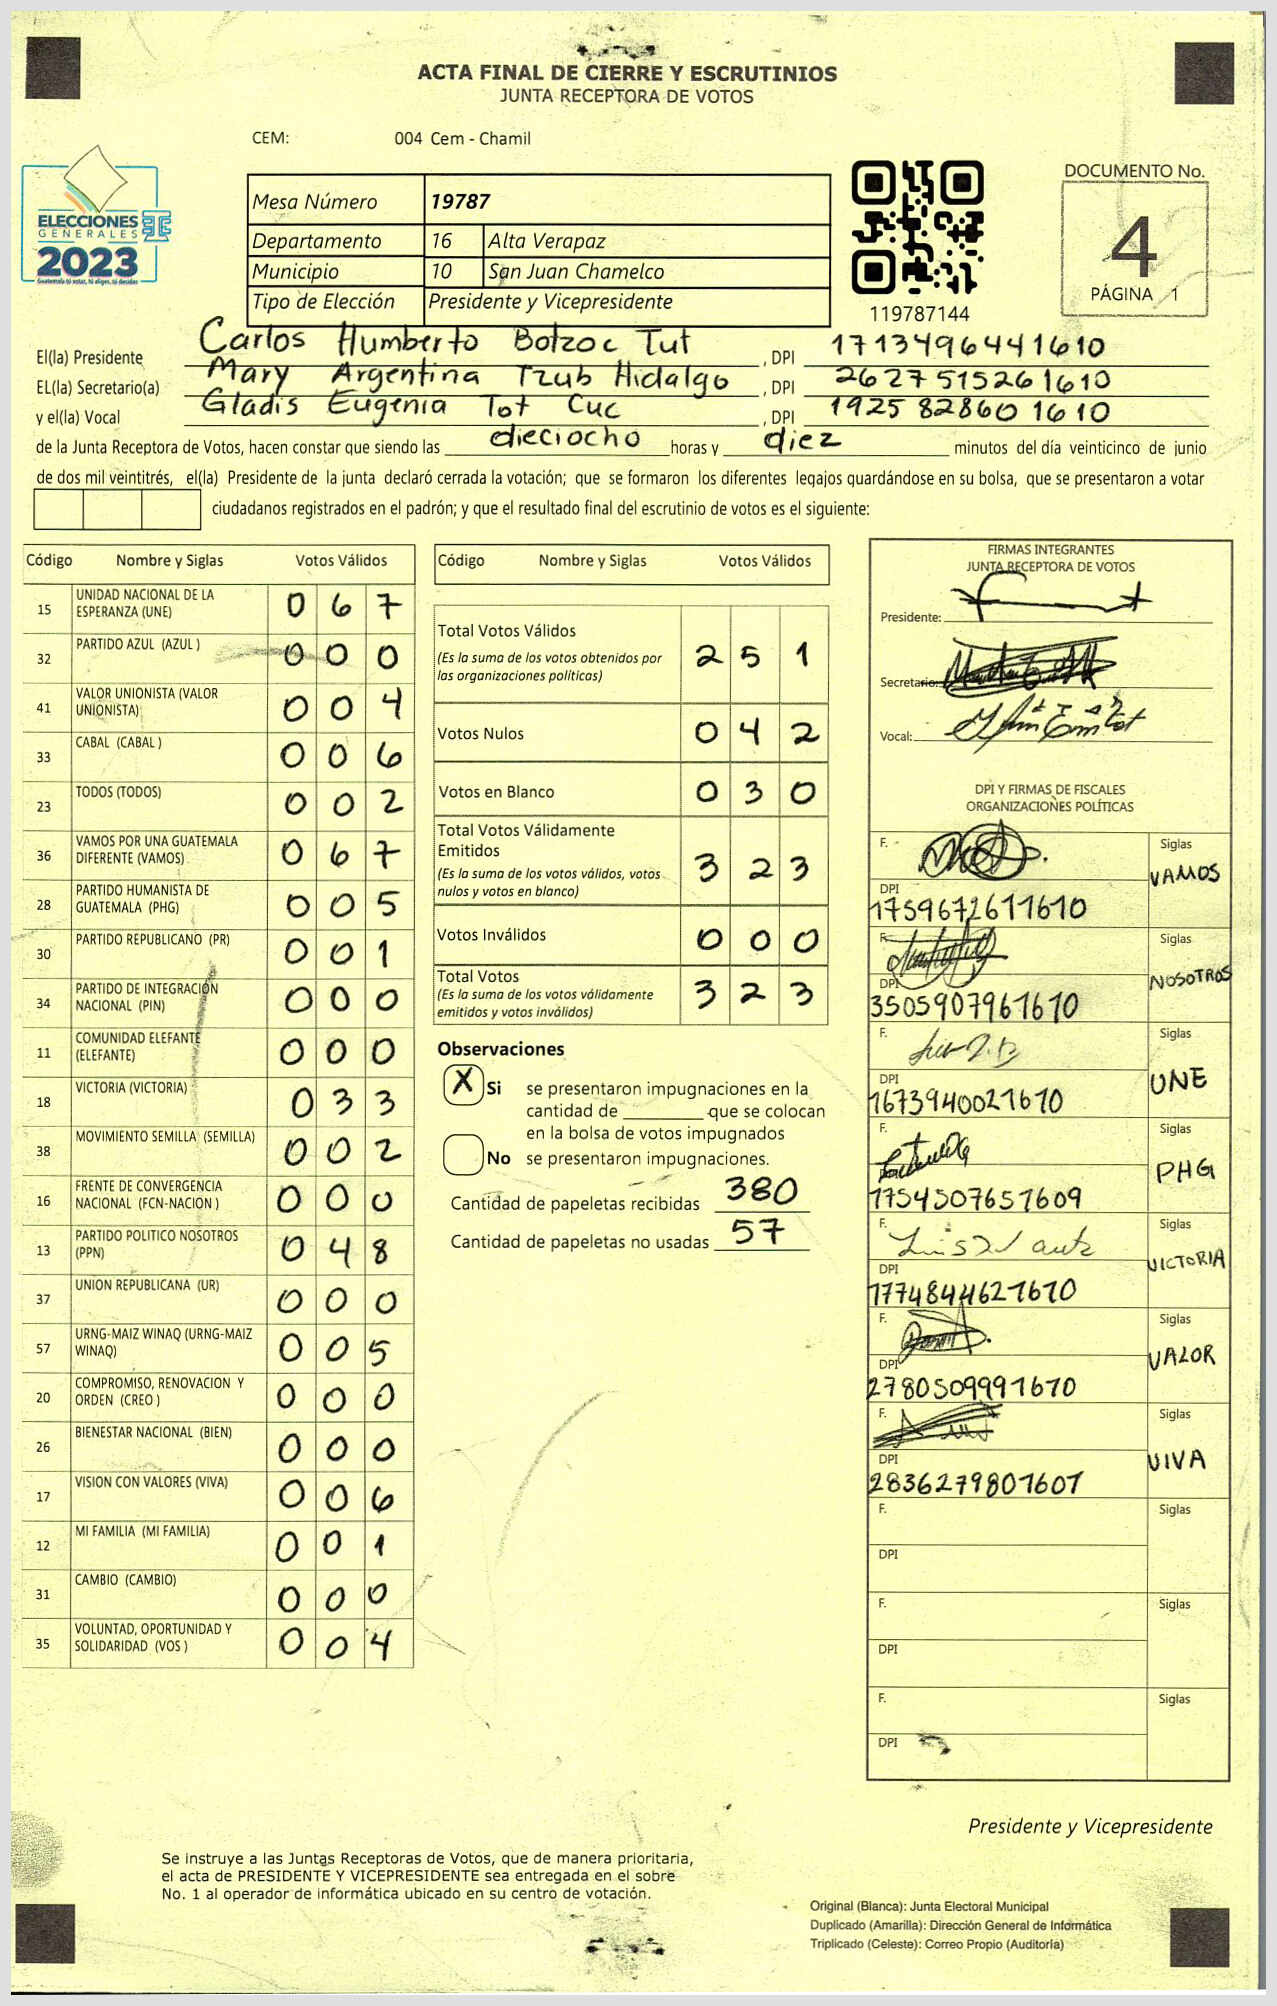 ACTA FINAL DE CIERRE Y ESCRUTINIOS
JUNTA RECEPTORA DE VOTOS
CEM: 004 Cem - Chamil
ELECCIONES
GENERALES
2023
Guatemala tú votas, tú eliges, tú decides
Mesa Número 19787
Departamento 16 Alta Verapaz
Municipio 10 San Juan Chamelco
Tipo de Elección Presidente y Vicepresidente
119787144
DOCUMENTO No.
4
PÁGINA 1
El(la) Presidente Carlos Humberto Botzoc Tut , DPI 1713496441610
EL(la) Secretario(a) Mary Argentina Tzub Hidalgo , DPI 2627515261610
y el(la) Vocal Gladis Eugenia Tot Cuc , DPI 1925828601610
de la Junta Receptora de Votos, hacen constar que siendo las dieciocho horas y diez minutos del día veinticinco de junio
de dos mil veintitrés, el(la) Presidente de la junta declaró cerrada la votación; que se formaron los diferentes legajos quardándose en su bolsa, que se presentaron a votar
ciudadanos registrados en el padrón; y que el resultado final del escrutinio de votos es el siguiente:
Código Nombre y Siglas Votos Válidos
15 UNIDAD NACIONAL DE LA ESPERANZA (UNE) 0 6 7
32 PARTIDO AZUL (AZUL ) 0 0 0
41 VALOR UNIONISTA (VALOR UNIONISTA) 0 0 4
33 CABAL (CABAL ) 0 0 6
23 TODOS (TODOS) 0 0 2
36 VAMOS POR UNA GUATEMALA DIFERENTE (VAMOS) 0 6 7
28 PARTIDO HUMANISTA DE GUATEMALA (PHG) 0 0 5
30 PARTIDO REPUBLICANO (PR) 0 0 1
34 PARTIDO DE INTEGRACIÓN NACIONAL (PIN) 0 0 0
11 COMUNIDAD ELEFANTE (ELEFANTE) 0 0 0
18 VICTORIA (VICTORIA) 0 3 3
38 MOVIMIENTO SEMILLA (SEMILLA) 0 0 2
16 FRENTE DE CONVERGENCIA NACIONAL (FCN-NACION ) 0 0 0
13 PARTIDO POLITICO NOSOTROS (PPN) 0 4 8
37 UNION REPUBLICANA (UR) 0 0 0
57 URNG-MAIZ WINAQ (URNG-MAIZ WINAQ) 0 0 5
20 COMPROMISO, RENOVACION Y ORDEN (CREO ) 0 0 0
26 BIENESTAR NACIONAL (BIEN) 0 0 0
17 VISION CON VALORES (VIVA) 0 0 6
12 MI FAMILIA (MI FAMILIA) 0 0 1
31 CAMBIO (CAMBIO) 0 0 0
35 VOLUNTAD, OPORTUNIDAD Y SOLIDARIDAD (VOS ) 0 0 4
Código Nombre y Siglas Votos Válidos
Total Votos Válidos 2 5 1
(Es la suma de los votos obtenidos por
las organizaciones políticas)
Votos Nulos 0 4 2
Votos en Blanco 0 3 0
Total Votos Válidamente
Emitidos 3 2 3
(Es la suma de los votos válidos, votos
nulos y votos en blanco)
Votos Inválidos 0 0 0
Total Votos 3 2 3
(Es la suma de los votos válidamente
emitidos y votos inválidos)
Observaciones
X Si se presentaron impugnaciones en la
cantidad de ________ que se colocan
en la bolsa de votos impugnados
No se presentaron impugnaciones.
Cantidad de papeletas recibidas 380
Cantidad de papeletas no usadas 57
FIRMAS INTEGRANTES
JUNTA RECEPTORA DE VOTOS
Presidente:
Secretario:
Vocal:
DPI Y FIRMAS DE FISCALES
ORGANIZACIONES POLÍTICAS
F. Siglas VAMOS
DPI 1759672611610
F. Siglas NOSOTROS
DPI 3505907961610
F. Siglas UNE
DPI 1673940021610
F. Siglas PHG
1754507651609
F. Siglas VICTORIA
DPI 1774844621610
F. Siglas VALOR
DPI 2780509991610
F. Siglas VIVA
DPI 2836279801601
F. Siglas
DPI
F. Siglas
DPI
F. Siglas
DPI
Presidente y Vicepresidente
Se instruye a las Juntas Receptoras de Votos, que de manera prioritaria,
el acta de PRESIDENTE Y VICEPRESIDENTE sea entregada en el sobre
No. 1 al operador de informática ubicado en su centro de votación.
Original (Blanca): Junta Electoral Municipal
Duplicado (Amarilla): Dirección General de Informática
Triplicado (Celeste): Correo Propio (Auditoría)